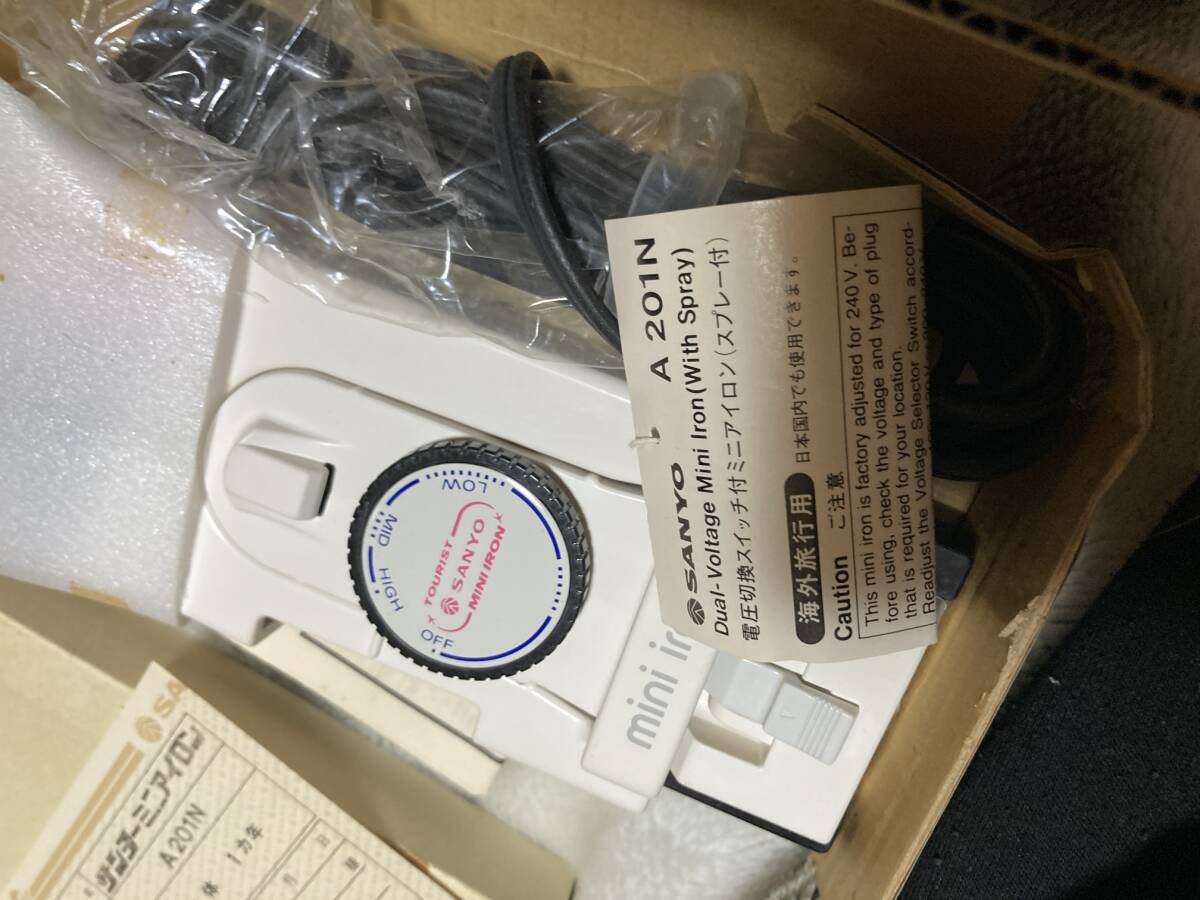 SANYO A 201N
Dual-Voltage Mini Iron (With Spray)
電圧切換スイッチ付ミニアイロン(スプレー付)
海外旅行用 日本国内でも使用できます。
Caution ご注意
This mini iron is factory adjusted for 240 V. Be-
fore using, check the voltage and type of plug
that is required for your location.
Readjust the Voltage Selector Switch accord-
LOW
MID
HIGH
OFF
TOURIST
SANYO
MINI IRON
mini ir
SA
サンヨーミニアイロン
A201N
体 1カ年
日
月